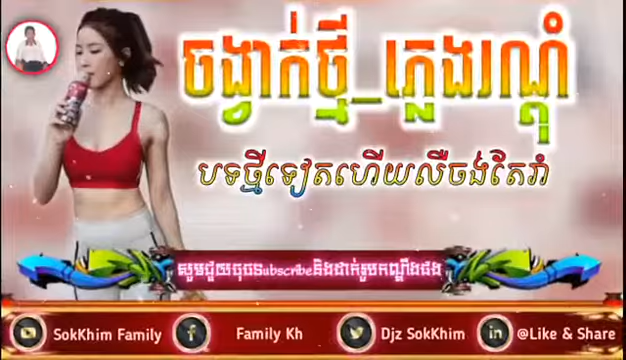 ចង្វាក់ថ្មី_ភ្លេងរណ្ដុំ
បទថ្មីទៀតហើយលឺចង់តែរាំ
សូមជួយចុចSubscribeនិងដាក់រូបកណ្ដឹងផង
SokKhim Family
Family Kh
Djz SokKhim
@Like & Share